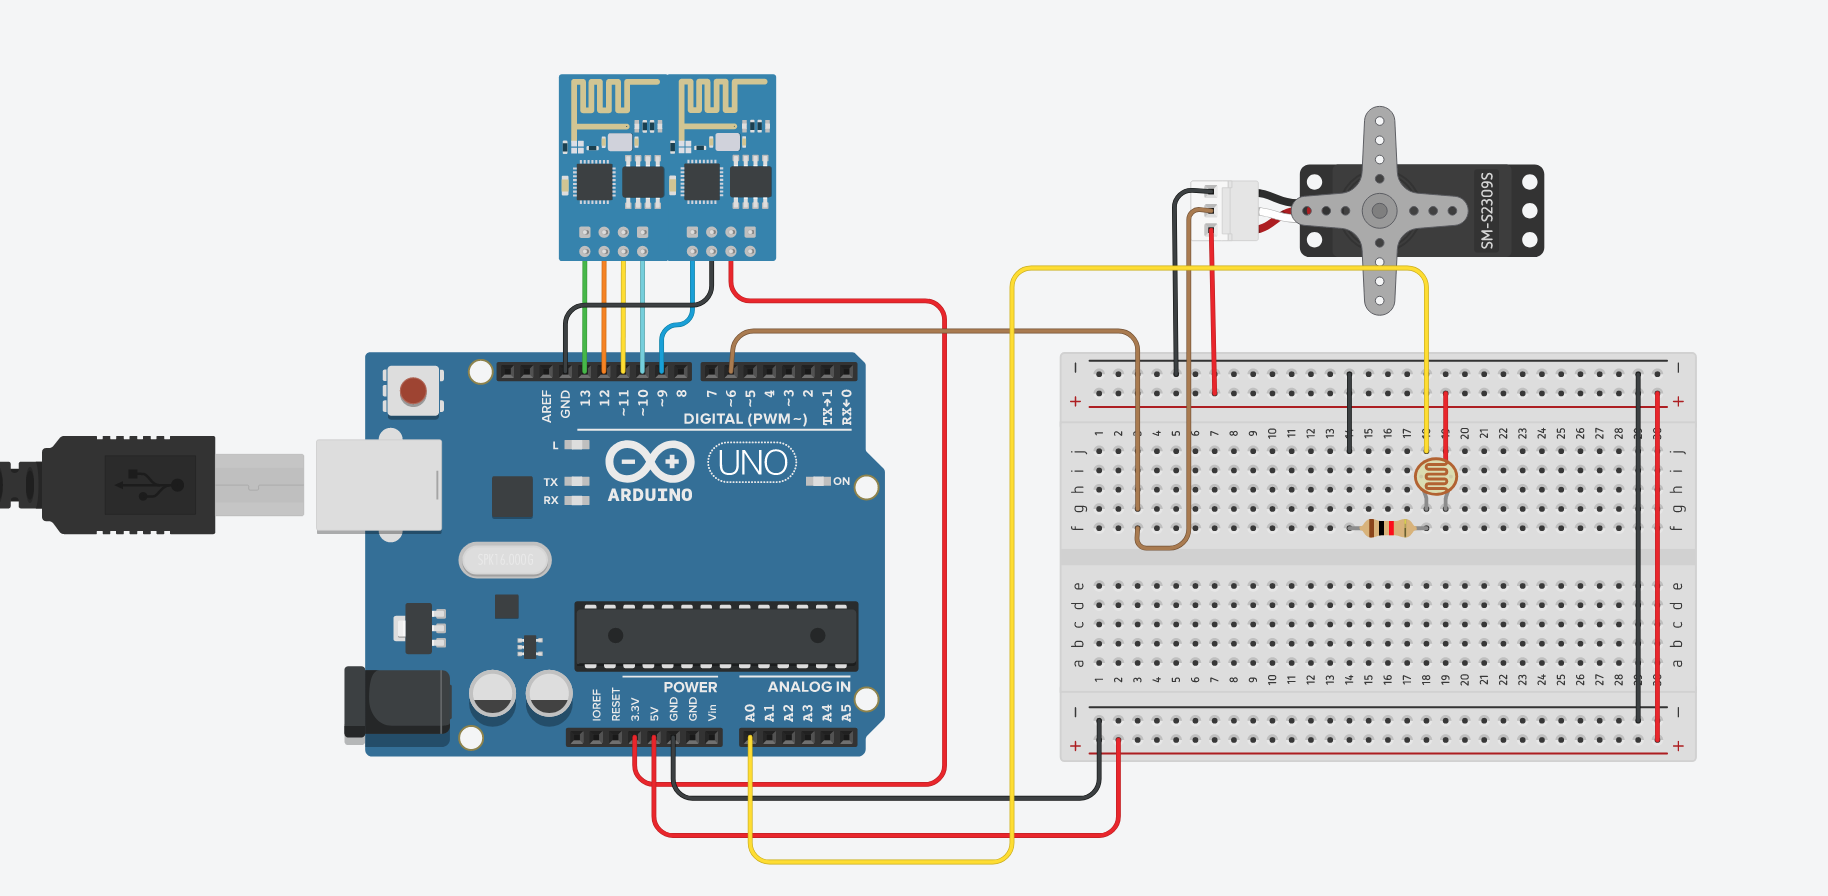 SM-S2309S
AREF
GND
13
12
~11
~10
~9
8
7
~6
~5
4
~3
2
TX→1
RX←0
DIGITAL (PWM~)
L
TX
RX
ARDUINO
UNO
ON
SPK16.000G
POWER
ANALOG IN
IOREF
RESET
3.3V
5V
GND
GND
Vin
A0
A1
A2
A3
A4
A5
- -
+ +
1 2 3 4 5 6 7 8 9 10 11 12 13 14 15 16 17 18 19 20 21 22 23 24 25 26 27 28 29 30
j j
i i
h h
g g
f f
e e
d d
c c
b b
a a
1 2 3 4 5 6 7 8 9 10 11 12 13 14 15 16 17 18 19 20 21 22 23 24 25 26 27 28 29 30
- -
+ +